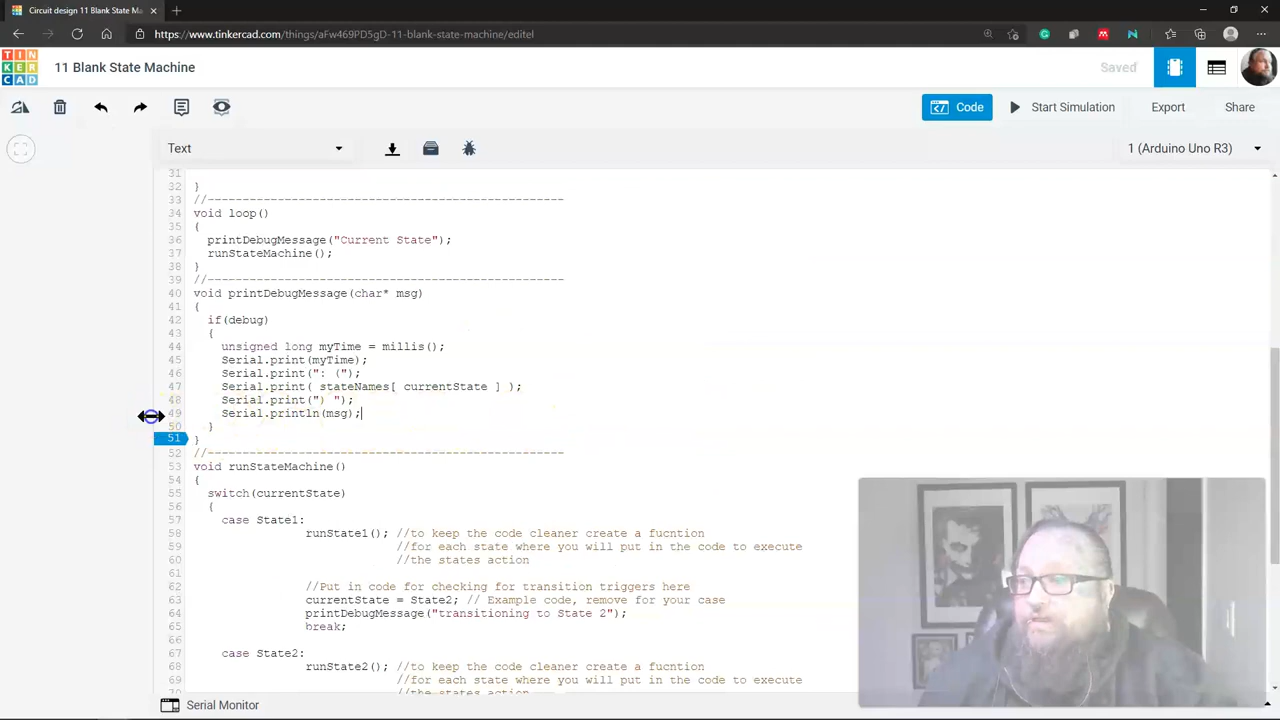 Circuit design 11 Blank State Ma
https://www.tinkercad.com/things/aFw469PD5gD-11-blank-state-machine/editel
TIN
KER
CAD
11 Blank State Machine
Saved
Code
Start Simulation
Export
Share
Text
1 (Arduino Uno R3)
31
32 }
33 //----------------------------------------------------
34 void loop()
35 {
36 printDebugMessage("Current State");
37 runStateMachine();
38 }
39 //----------------------------------------------------
40 void printDebugMessage(char* msg)
41 {
42 if(debug)
43 {
44 unsigned long myTime = millis();
45 Serial.print(myTime);
46 Serial.print(": (");
47 Serial.print( stateNames[ currentState ] );
48 Serial.print(") ");
49 Serial.println(msg);
50 }
51 }
52 //----------------------------------------------------
53 void runStateMachine()
54 {
55 switch(currentState)
56 {
57 case State1:
58 runState1(); //to keep the code cleaner create a fucntion
59 //for each state where you will put in the code to execute
60 //the states action
61
62 //Put in code for checking for transition triggers here
63 currentState = State2; // Example code, remove for your case
64 printDebugMessage("transitioning to State 2");
65 break;
66
67 case State2:
68 runState2(); //to keep the code cleaner create a fucntion
69 //for each state where you will put in the code to execute
70 //the states action
Serial Monitor